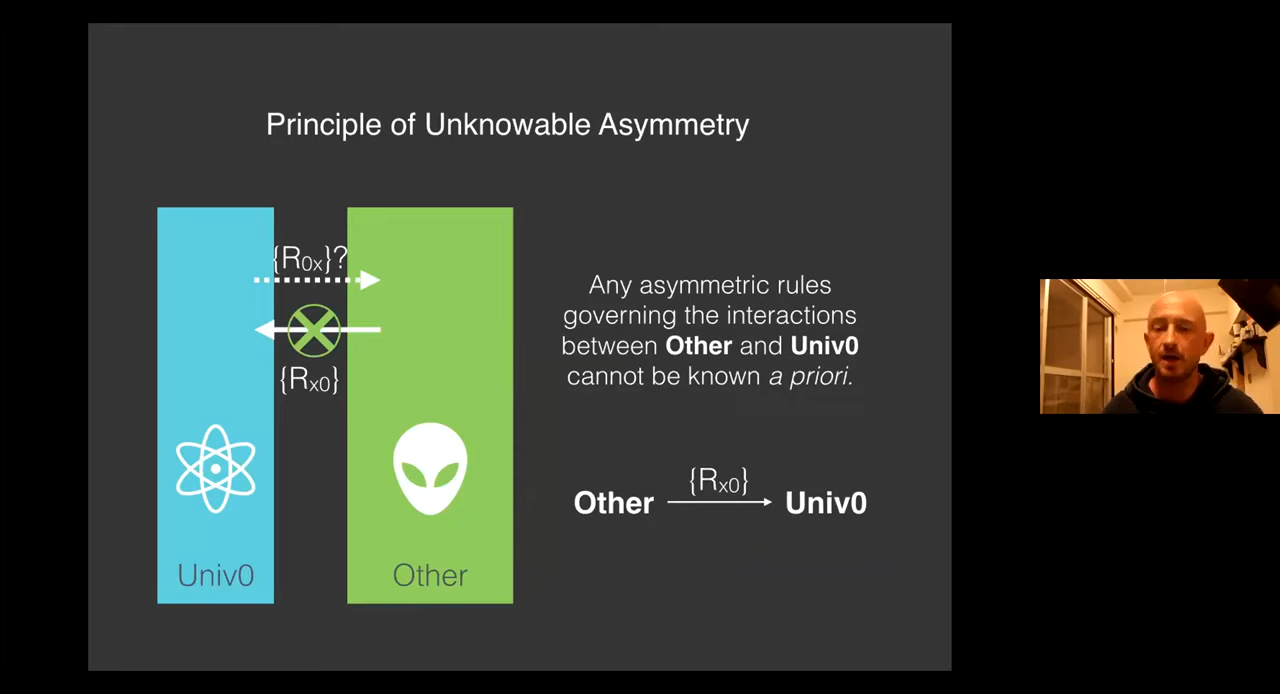 Principle of Unknowable Asymmetry
{R0x}?
{Rx0}
Univ0
Other
Any asymmetric rules
governing the interactions
between Other and Univ0
cannot be known a priori.
{Rx0}
Other Univ0